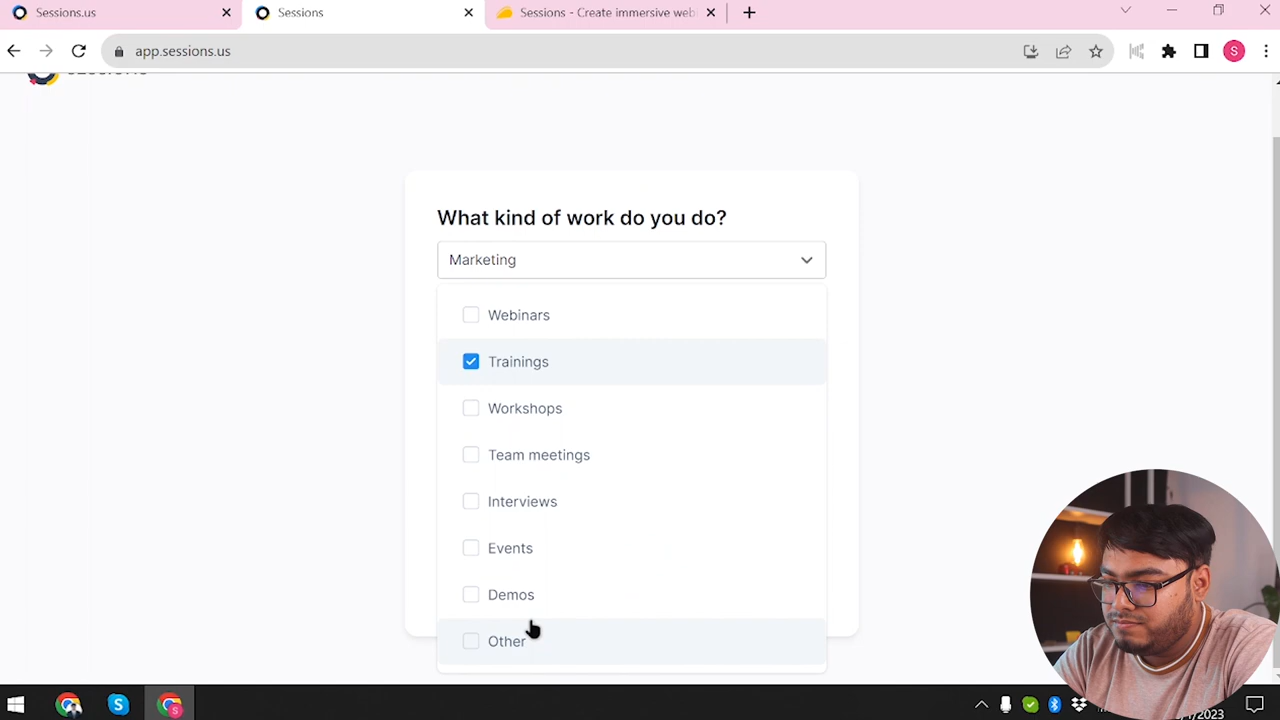 Sessions.us
Sessions
Sessions - Create immersive web
app.sessions.us
S
What kind of work do you do?
Marketing
Webinars
Trainings
Workshops
Team meetings
Interviews
Events
Demos
Other